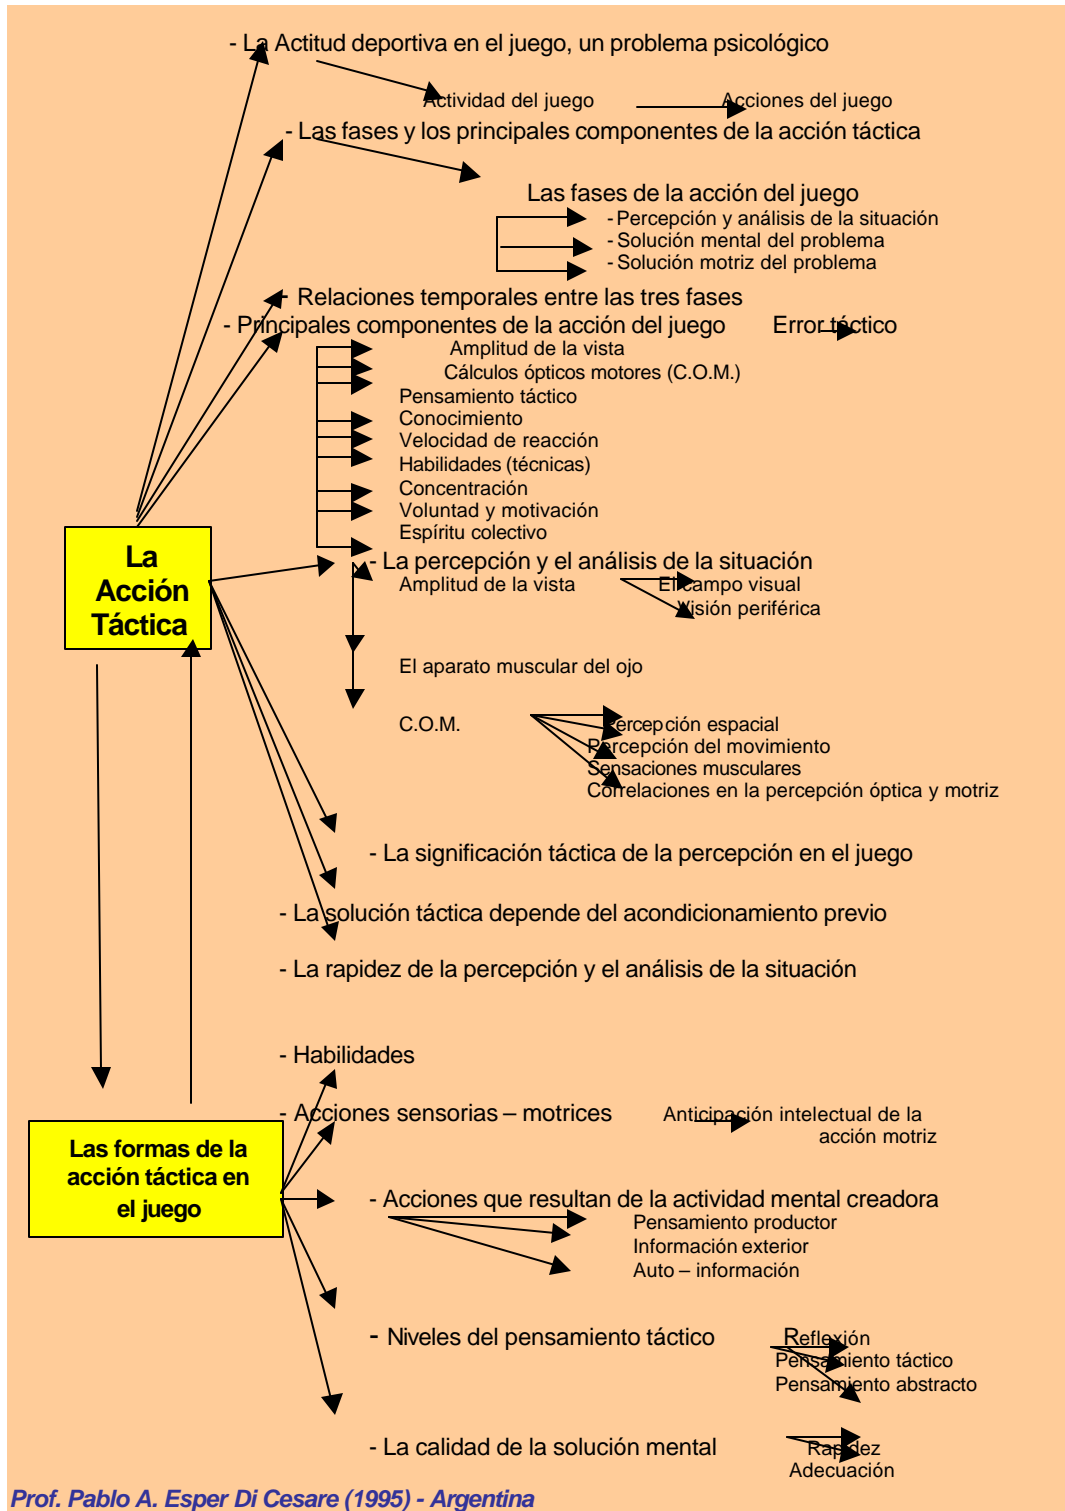 - La Actitud deportiva en el juego, un problema psicológico
Actividad del juego Acciones del juego
- Las fases y los principales componentes de la acción táctica
Las fases de la acción del juego
- Percepción y análisis de la situación
- Solución mental del problema
- Solución motriz del problema
- Relaciones temporales entre las tres fases
- Principales componentes de la acción del juego Error táctico
Amplitud de la vista
Cálculos ópticos motores (C.O.M.)
Pensamiento táctico
Conocimiento
Velocidad de reacción
Habilidades (técnicas)
Concentración
Voluntad y motivación
Espíritu colectivo
La
Acción
Táctica
- La percepción y el análisis de la situación
Amplitud de la vista El campo visual
Visión periférica
El aparato muscular del ojo
C.O.M. Percepción espacial
Percepción del movimiento
Sensaciones musculares
Correlaciones en la percepción óptica y motriz
- La significación táctica de la percepción en el juego
- La solución táctica depende del acondicionamiento previo
- La rapidez de la percepción y el análisis de la situación
- Habilidades
- Acciones sensorias – motrices Anticipación intelectual de la
acción motriz
Las formas de la
acción táctica en
el juego
- Acciones que resultan de la actividad mental creadora
Pensamiento productor
Información exterior
Auto – información
- Niveles del pensamiento táctico Reflexión
Pensamiento táctico
Pensamiento abstracto
- La calidad de la solución mental Rapidez
Adecuación
Prof. Pablo A. Esper Di Cesare (1995) - Argentina